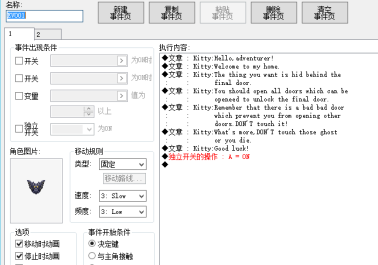 名称:
EV001
新建
事件页
复制
事件页
粘贴
事件页
删除
事件页
清空
事件页
1
2
事件出现条件
开关
为ON时
开关
为ON时
变量
值为
以上
独立
开关
为ON
角色图片:
移动规则
类型:
固定
移动路线...
速度:
3: Slow
频度:
3: Low
选项
移动时动画
停止时动画
事件开始条件
决定键
与主角接触
执行内容:
◆文章 : Kitty:Hello,adventurer!
◆文章 : Kitty:Welcome to my home.
◆文章 : Kitty:The thing you want is hid behind the
: : final door.
◆文章 : Kitty:You should open all doors which can be
: : openeed to unlock the final door.
◆文章 : Kitty:Remember that there is a bad bad door
: : which prevent you from opening other
: : doors.DON'T touch it!
◆文章 : Kitty:What's more,DON'T touch those ghost
: : or you die.
◆文章 : Kitty:Good luck!
◆独立开关的操作 : A = ON
◆